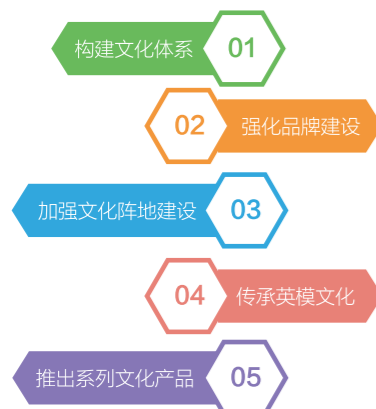 构建文化体系 01
02 强化品牌建设
加强文化阵地建设 03
04 传承英模文化
推出系列文化产品 05